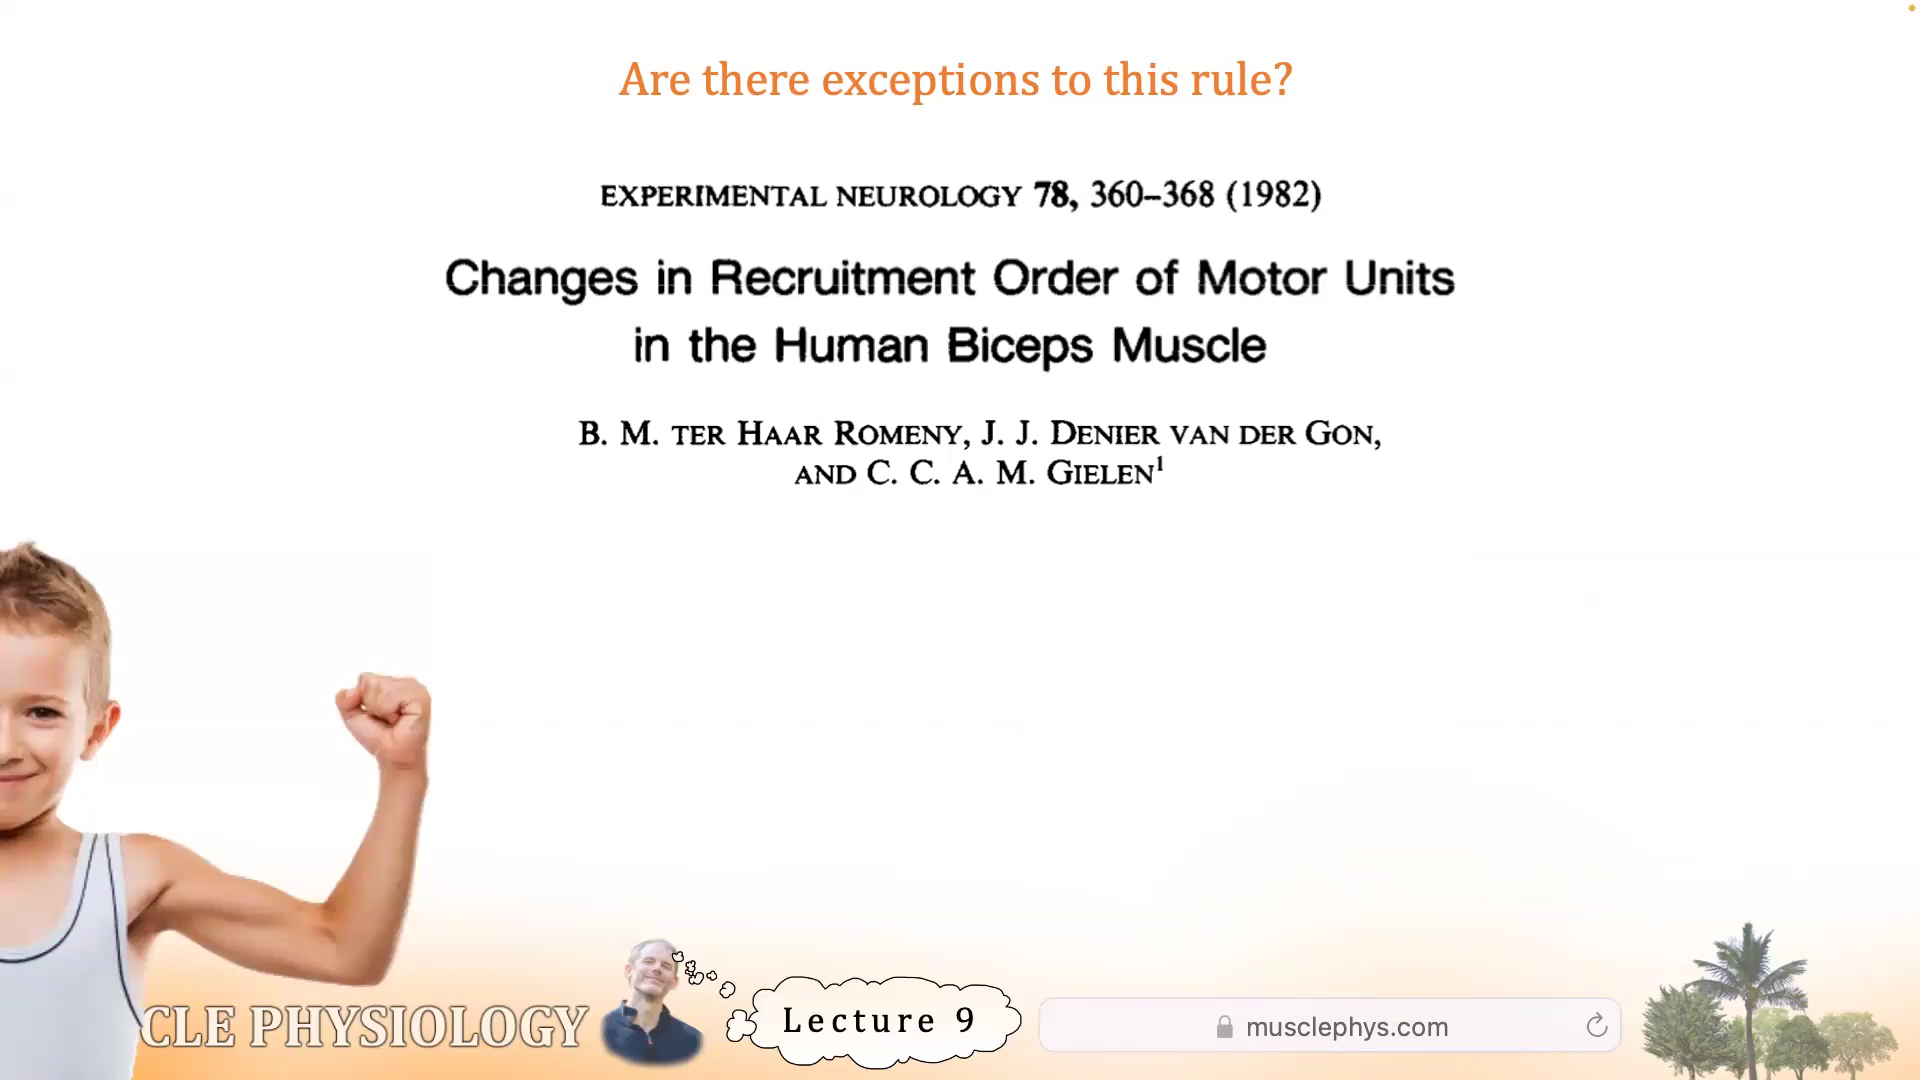 Are there exceptions to this rule?
EXPERIMENTAL NEUROLOGY 78, 360–368 (1982)
Changes in Recruitment Order of Motor Units
in the Human Biceps Muscle
B. M. TER HAAR ROMENY, J. J. DENIER VAN DER GON,
AND C. C. A. M. GIELEN¹
CLE PHYSIOLOGY
Lecture 9
musclephys.com